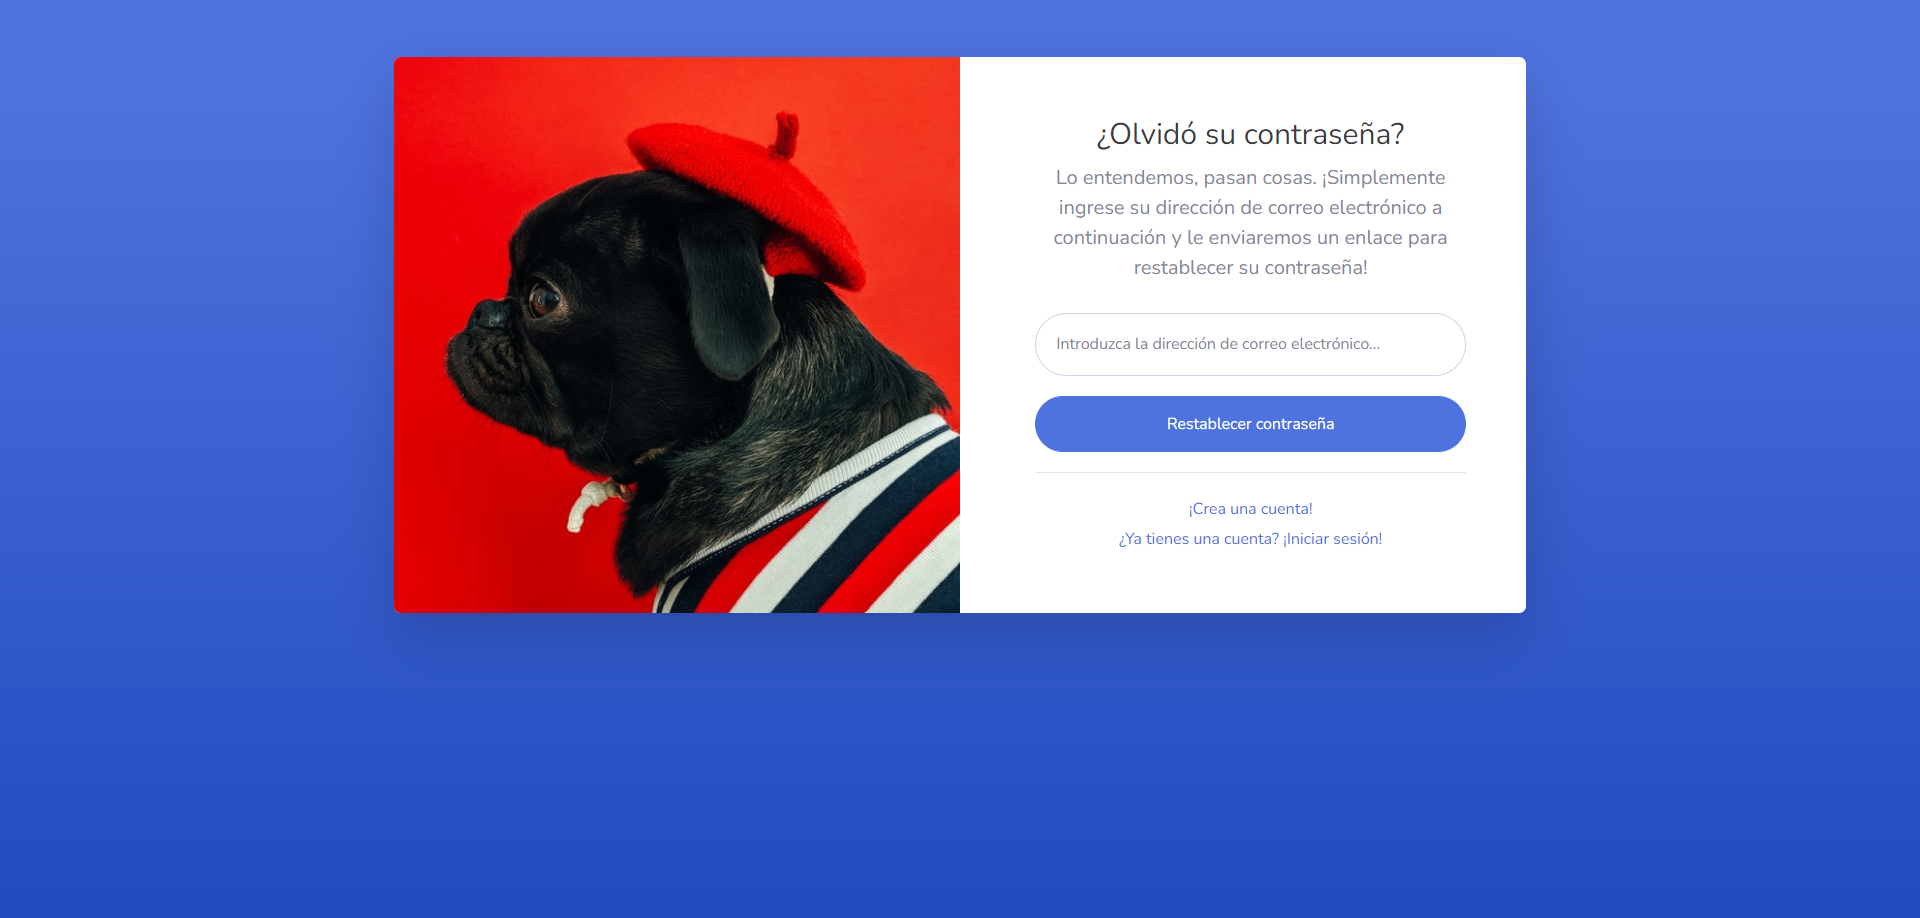 ¿Olvidó su contraseña?
Lo entendemos, pasan cosas. ¡Simplemente
ingrese su dirección de correo electrónico a
continuación y le enviaremos un enlace para
restablecer su contraseña!
Introduzca la dirección de correo electrónico...
Restablecer contraseña
¡Crea una cuenta!
¿Ya tienes una cuenta? ¡Iniciar sesión!